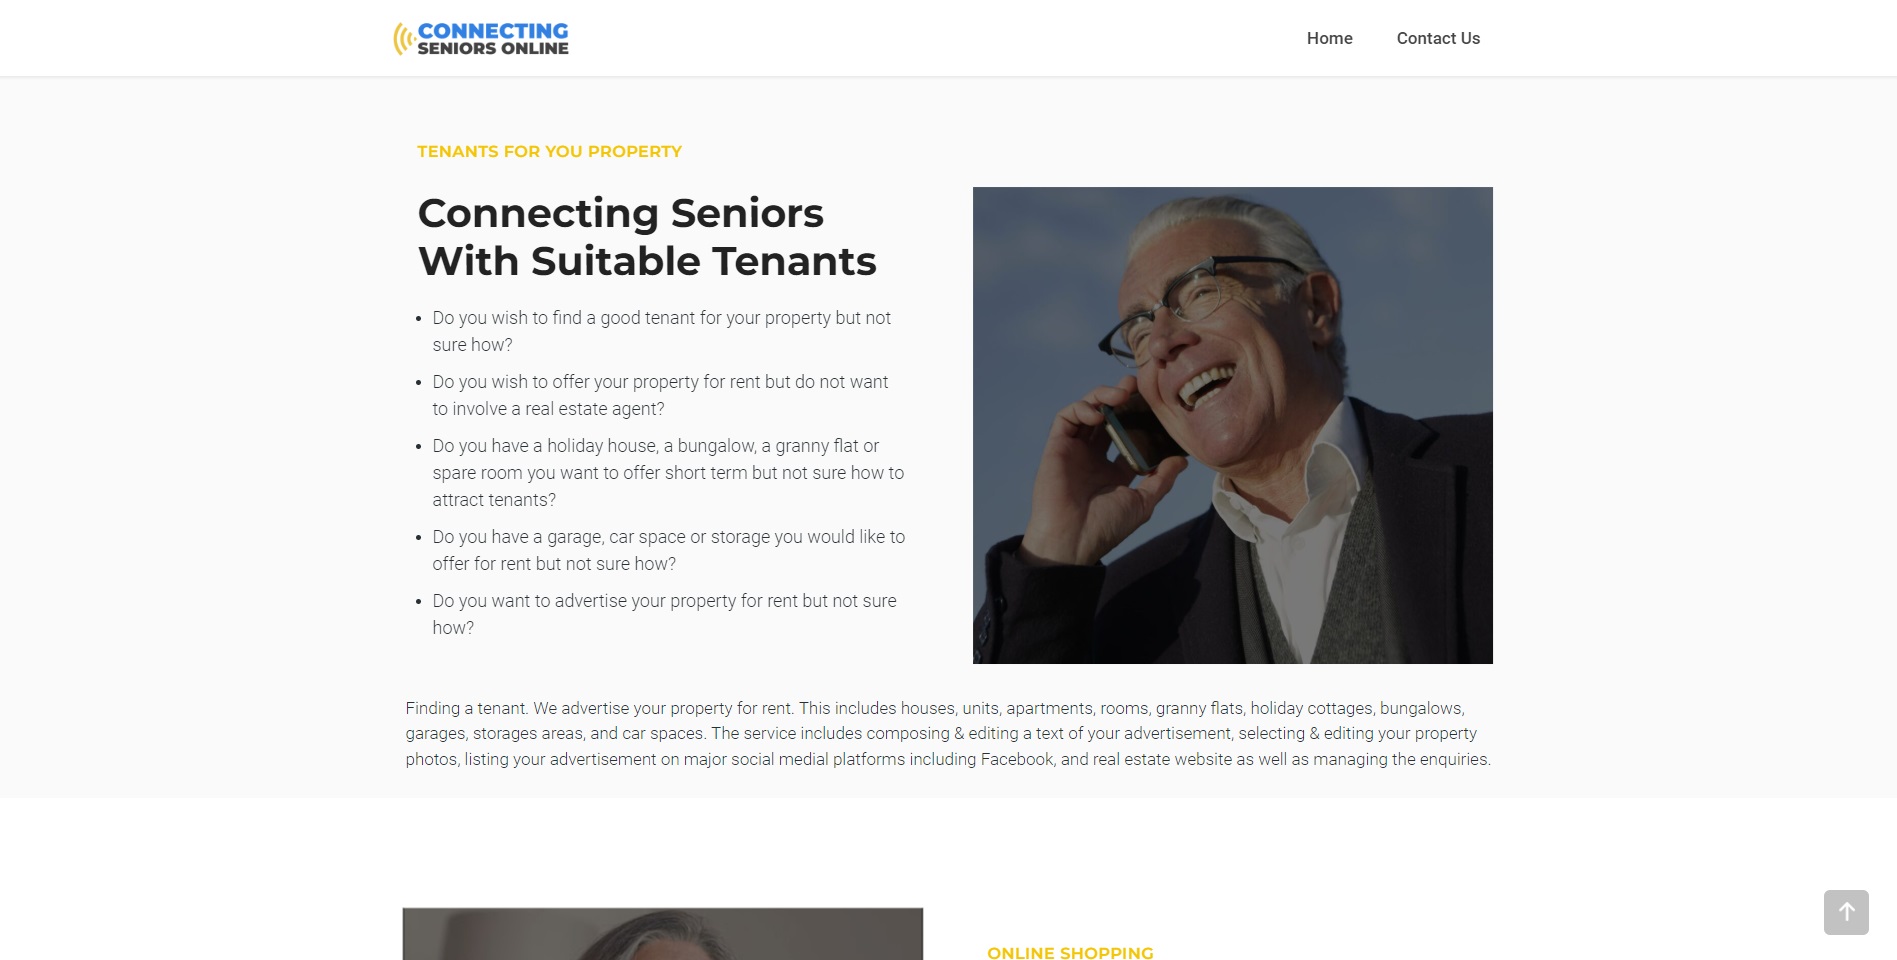 CONNECTING
SENIORS ONLINE
Home
Contact Us
TENANTS FOR YOU PROPERTY
Connecting Seniors
With Suitable Tenants
• Do you wish to find a good tenant for your property but not
sure how?
• Do you wish to offer your property for rent but do not want
to involve a real estate agent?
• Do you have a holiday house, a bungalow, a granny flat or
spare room you want to offer short term but not sure how to
attract tenants?
• Do you have a garage, car space or storage you would like to
offer for rent but not sure how?
• Do you want to advertise your property for rent but not sure
how?
Finding a tenant. We advertise your property for rent. This includes houses, units, apartments, rooms, granny flats, holiday cottages, bungalows,
garages, storages areas, and car spaces. The service includes composing & editing a text of your advertisement, selecting & editing your property
photos, listing your advertisement on major social medial platforms including Facebook, and real estate website as well as managing the enquiries.
ONLINE SHOPPING